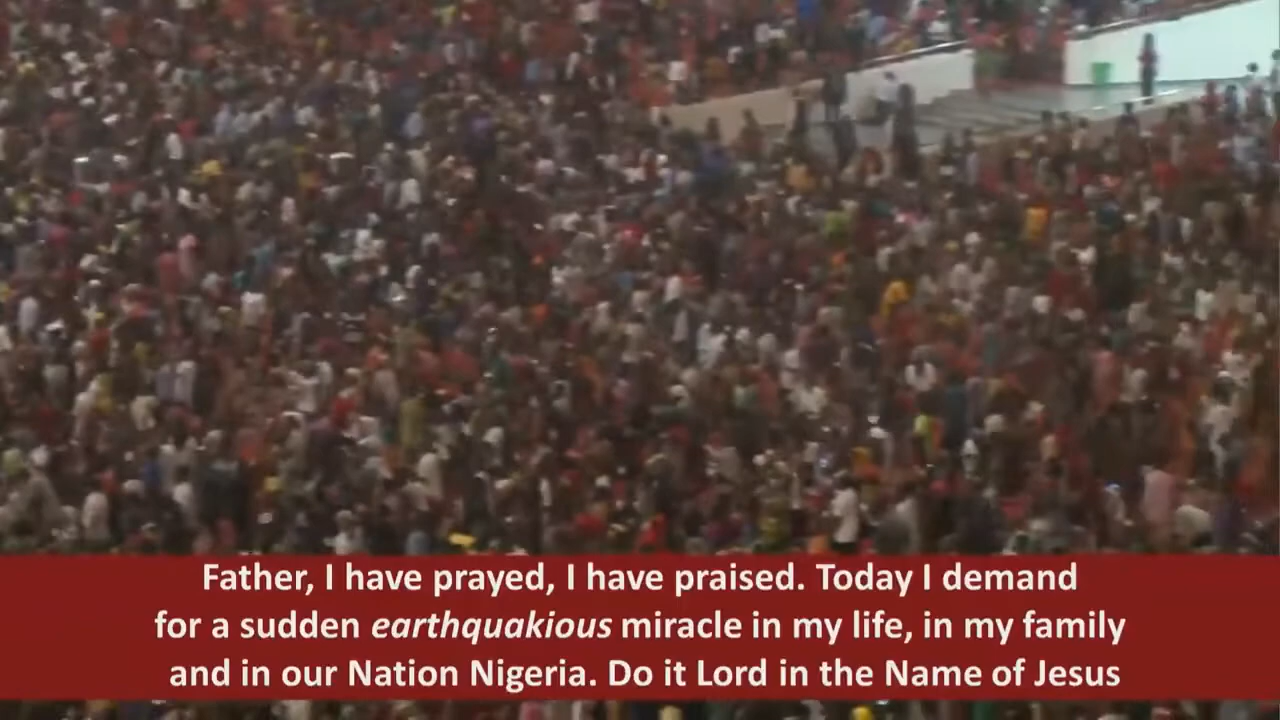 Father, I have prayed, I have praised. Today I demand
for a sudden earthquakious miracle in my life, in my family
and in our Nation Nigeria. Do it Lord in the Name of Jesus